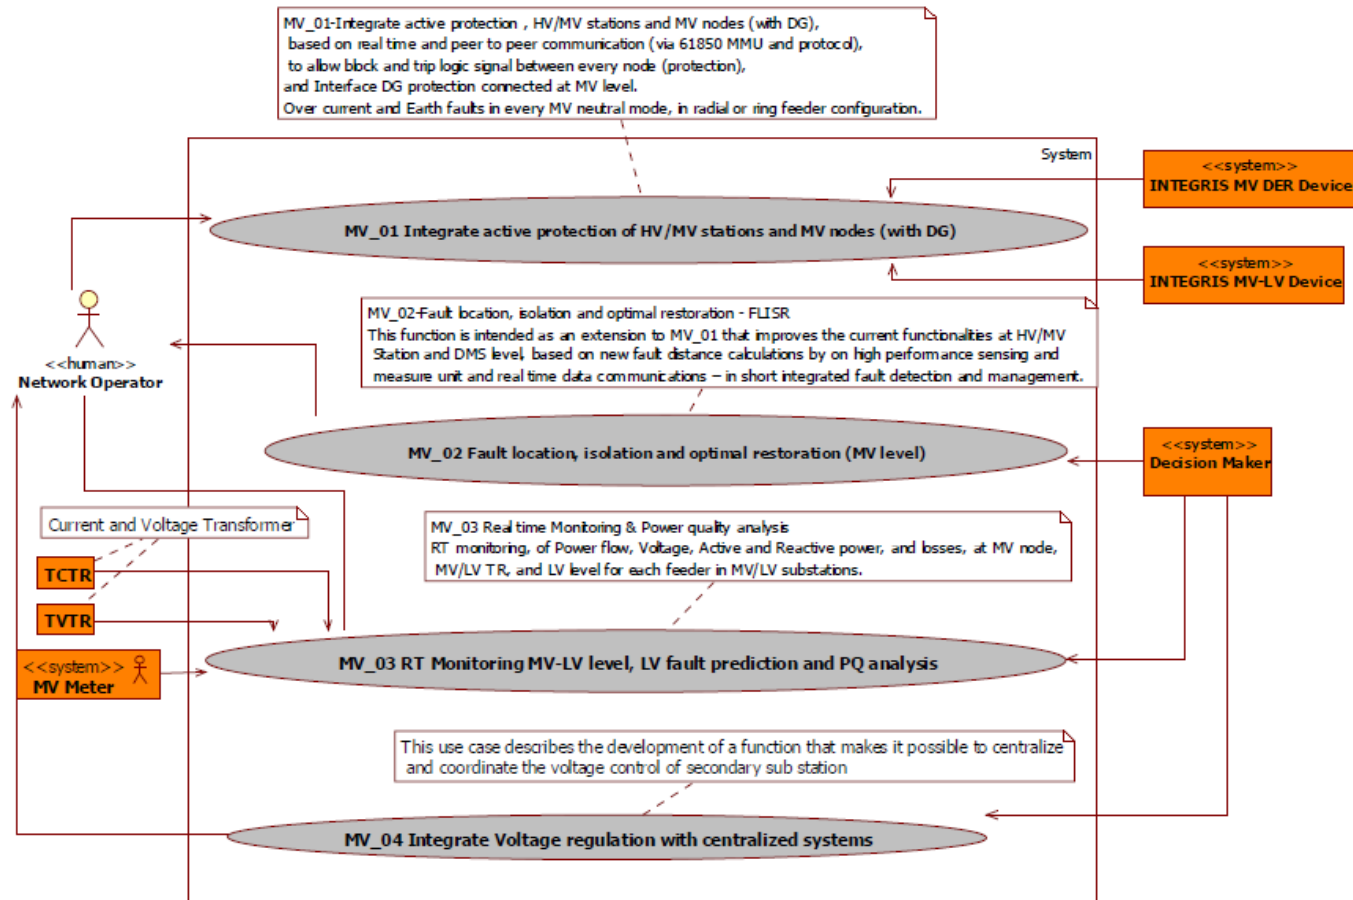 MV_01-Integrate active protection , HV/MV stations and MV nodes (with DG),
based on real time and peer to peer communication (via 61850 MMU and protocol),
to allow block and trip logic signal between every node (protection),
and Interface DG protection connected at MV level.
Over current and Earth faults in every MV neutral mode, in radial or ring feeder configuration.
System
<<system>>
INTEGRIS MV DER Device
MV_01 Integrate active protection of HV/MV stations and MV nodes (with DG)
<<system>>
INTEGRIS MV-LV Device
MV_02-Fault location, isolation and optimal restoration - FLISR
This function is intended as an extension to MV_01 that improves the current functionalities at HV/MV
Station and DMS level, based on new fault distance calculations by on high performance sensing and
measure unit and real time data communications – in short integrated fault detection and management.
<<human>>
Network Operator
MV_02 Fault location, isolation and optimal restoration (MV level)
<<system>>
Decision Maker
Current and Voltage Transformer
MV_03 Real time Monitoring & Power quality analysis
RT monitoring, of Power flow, Voltage, Active and Reactive power, and losses, at MV node,
MV/LV TR, and LV level for each feeder in MV/LV substations.
TCTR
TVTR
<<system>>
MV Meter
MV_03 RT Monitoring MV-LV level, LV fault prediction and PQ analysis
This use case describes the development of a function that makes it possible to centralize
and coordinate the voltage control of secondary sub station
MV_04 Integrate Voltage regulation with centralized systems